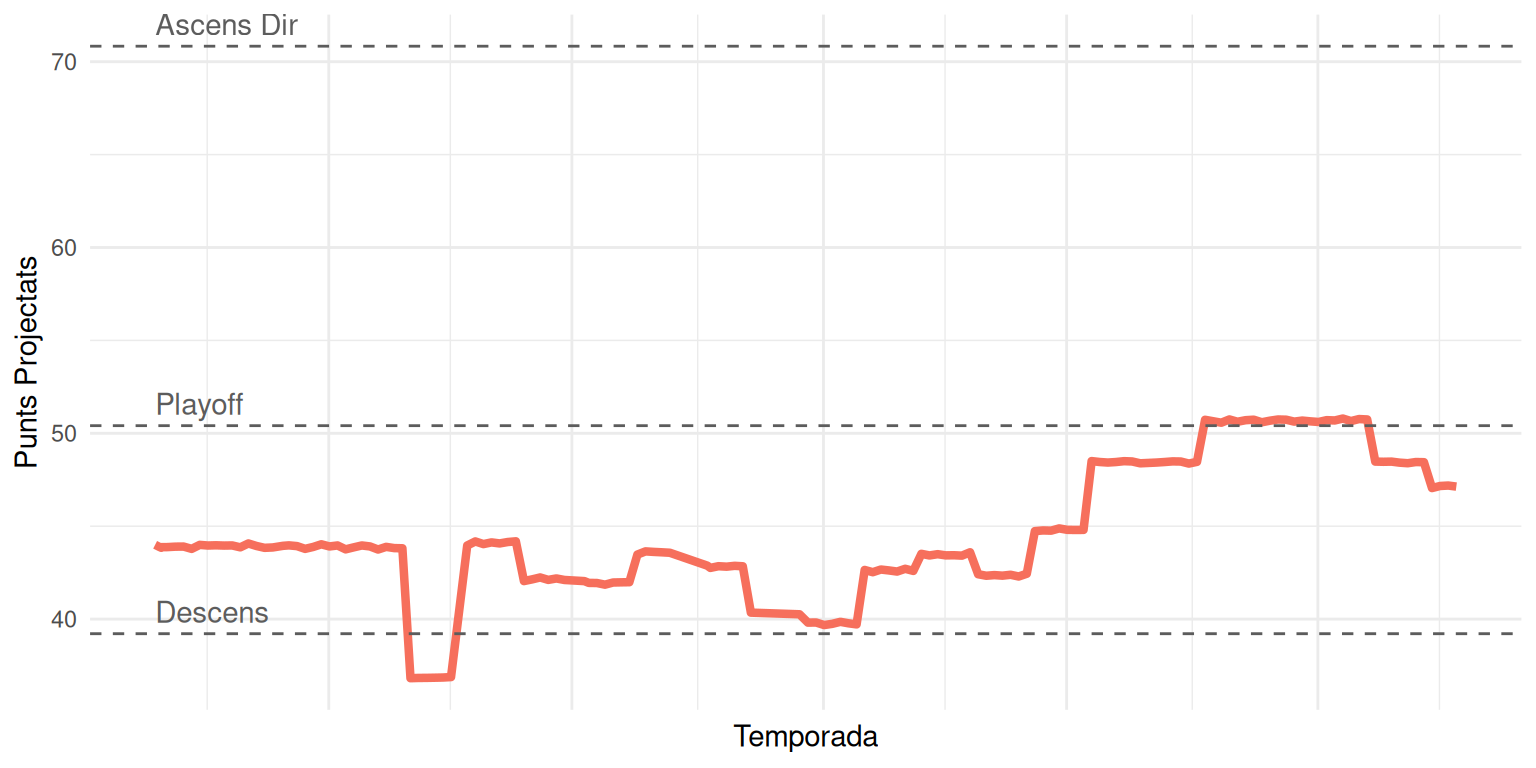 Ascens Dir
70
60
Punts Projectats
Playoff
50
Descens
40
Temporada